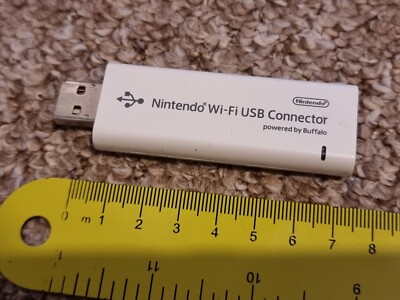 Nintendo®
Nintendo® Wi-Fi USB Connector
powered by Buffalo
0 m 1 2 3 4 5 6 7 8
11 10 9